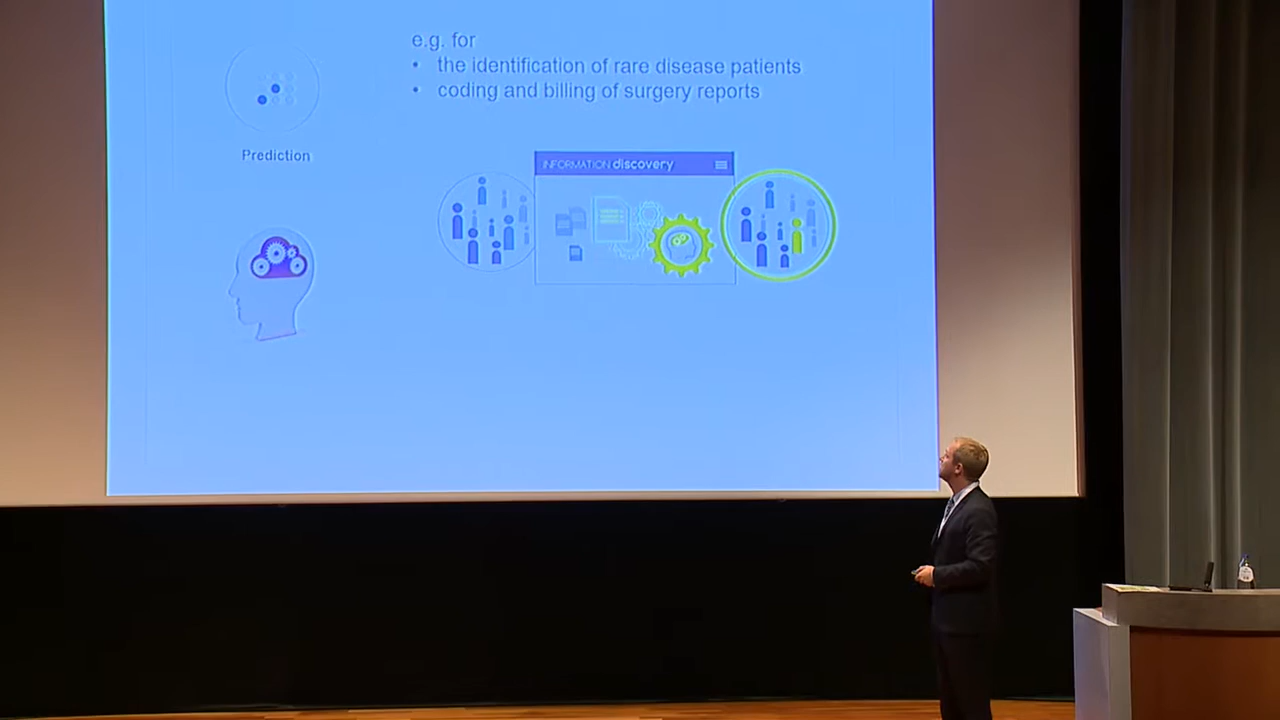 e.g. for
• the identification of rare disease patients
• coding and billing of surgery reports
Prediction
INFORMATION discovery